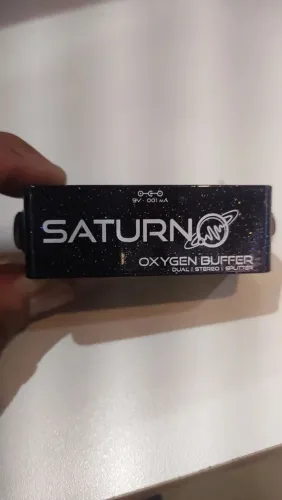 9V - 001 mA
SATURNO
OXYGEN BUFFER
DUAL | STEREO | SPLITTER